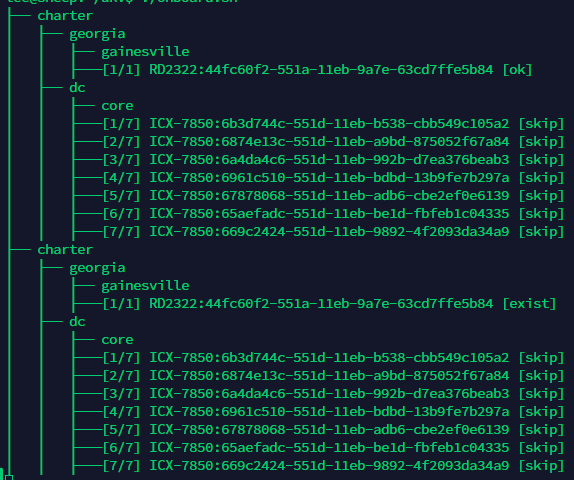 charter
georgia
gainesville
[1/1] RD2322:44fc60f2-551a-11eb-9a7e-63cd7ffe5b84 [ok]
dc
core
[1/7] ICX-7850:6b3d744c-551d-11eb-b538-cbb549c105a2 [skip]
[2/7] ICX-7850:6874e13c-551d-11eb-a9bd-875052f67a84 [skip]
[3/7] ICX-7850:6a4da4c6-551d-11eb-992b-d7ea376beab3 [skip]
[4/7] ICX-7850:6961c510-551d-11eb-bdbd-13b9fe7b297a [skip]
[5/7] ICX-7850:67878068-551d-11eb-adb6-cbe2ef0e6139 [skip]
[6/7] ICX-7850:65aefadc-551d-11eb-be1d-fbfeb1c04335 [skip]
[7/7] ICX-7850:669c2424-551d-11eb-9892-4f2093da34a9 [skip]
charter
georgia
gainesville
[1/1] RD2322:44fc60f2-551a-11eb-9a7e-63cd7ffe5b84 [exist]
dc
core
[1/7] ICX-7850:6b3d744c-551d-11eb-b538-cbb549c105a2 [skip]
[2/7] ICX-7850:6874e13c-551d-11eb-a9bd-875052f67a84 [skip]
[3/7] ICX-7850:6a4da4c6-551d-11eb-992b-d7ea376beab3 [skip]
[4/7] ICX-7850:6961c510-551d-11eb-bdbd-13b9fe7b297a [skip]
[5/7] ICX-7850:67878068-551d-11eb-adb6-cbe2ef0e6139 [skip]
[6/7] ICX-7850:65aefadc-551d-11eb-be1d-fbfeb1c04335 [skip]
[7/7] ICX-7850:669c2424-551d-11eb-9892-4f2093da34a9 [skip]